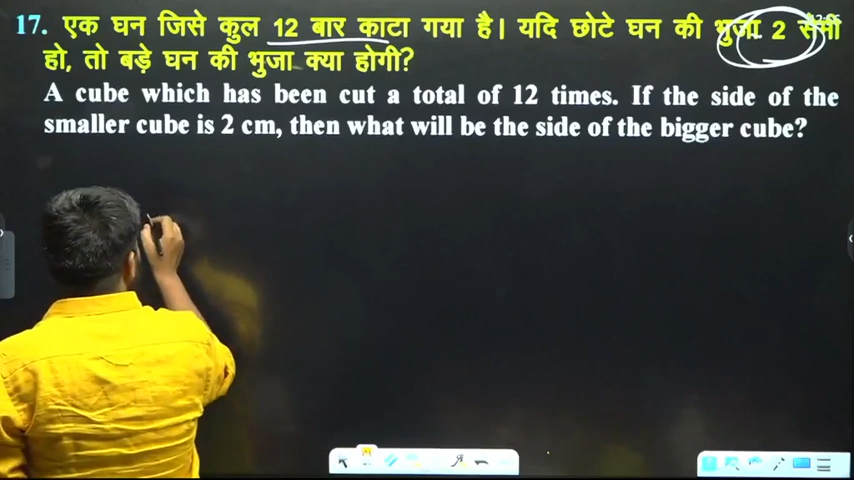 17. एक घन जिसे कुल 12 बार काटा गया है। यदि छोटे घन की भुजा 2 सेमी
हो, तो बड़े घन की भुजा क्या होगी?
A cube which has been cut a total of 12 times. If the side of the
smaller cube is 2 cm, then what will be the side of the bigger cube?